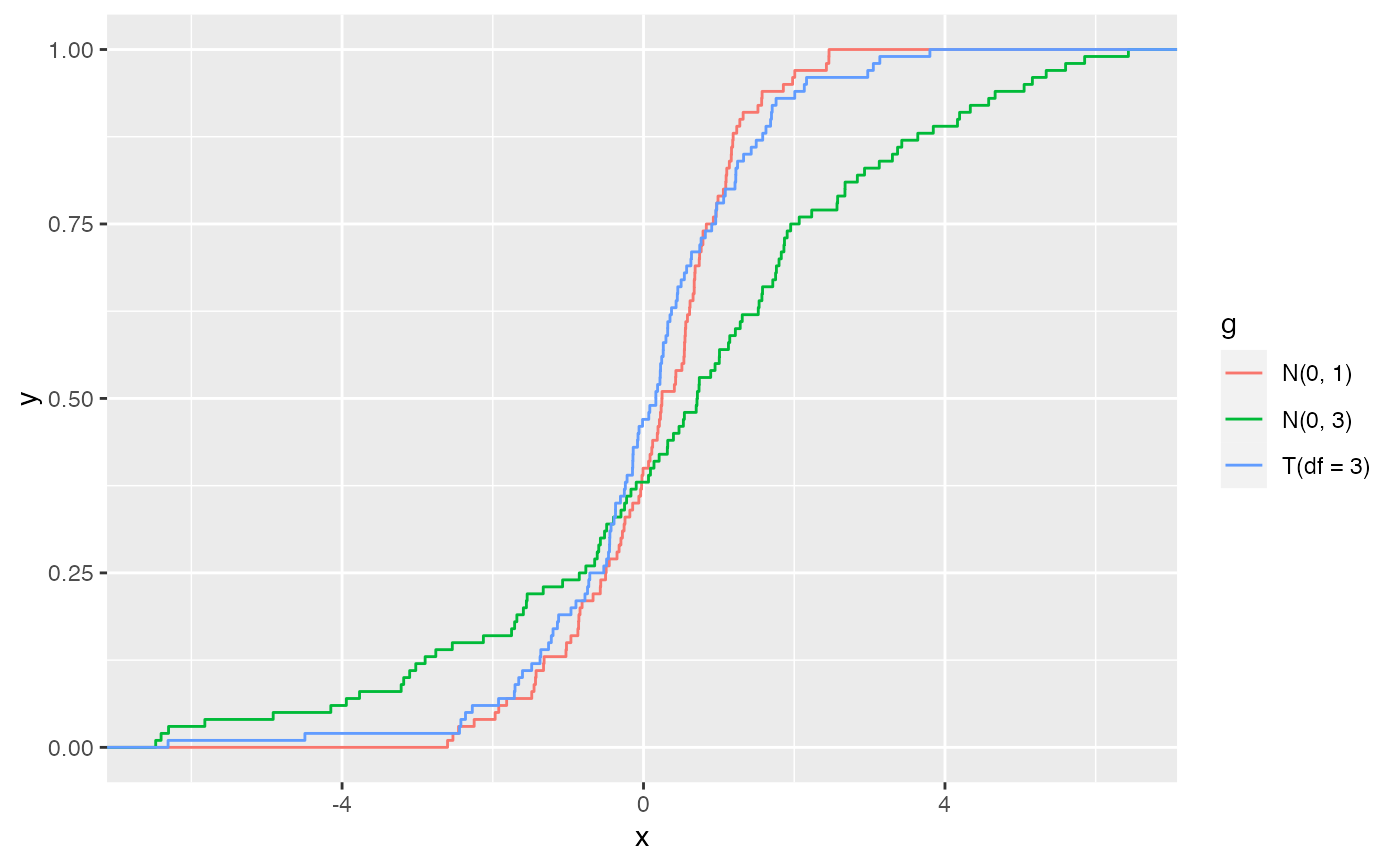 1.00
0.75
0.50
0.25
0.00
y
-4
0
4
x
g
N(0, 1)
N(0, 3)
T(df = 3)